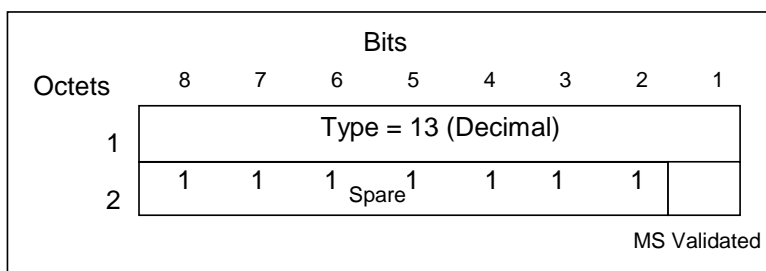 Bits
Octets 8 7 6 5 4 3 2 1
1 Type = 13 (Decimal)
2 1 1 1 1 1 1 1
Spare
MS Validated